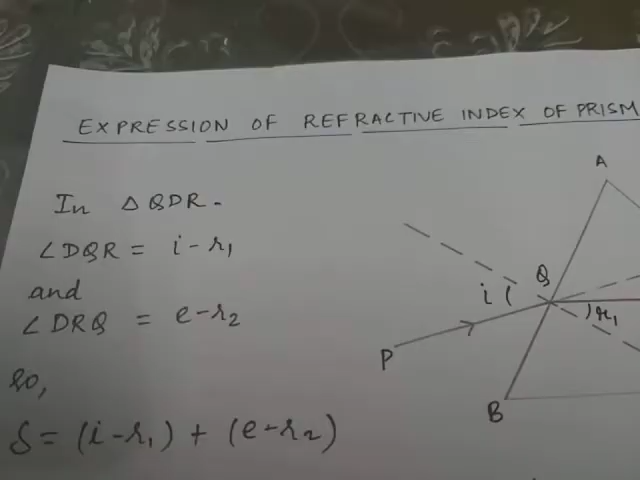 EXPRESSION OF REFRACTIVE INDEX OF PRISM
In △QDR.
∠DQR = i-r₁
and
∠DRQ = e-r₂
so,
δ = (i-r₁) + (e-r₂)
A
Q
i
r₁
P
B